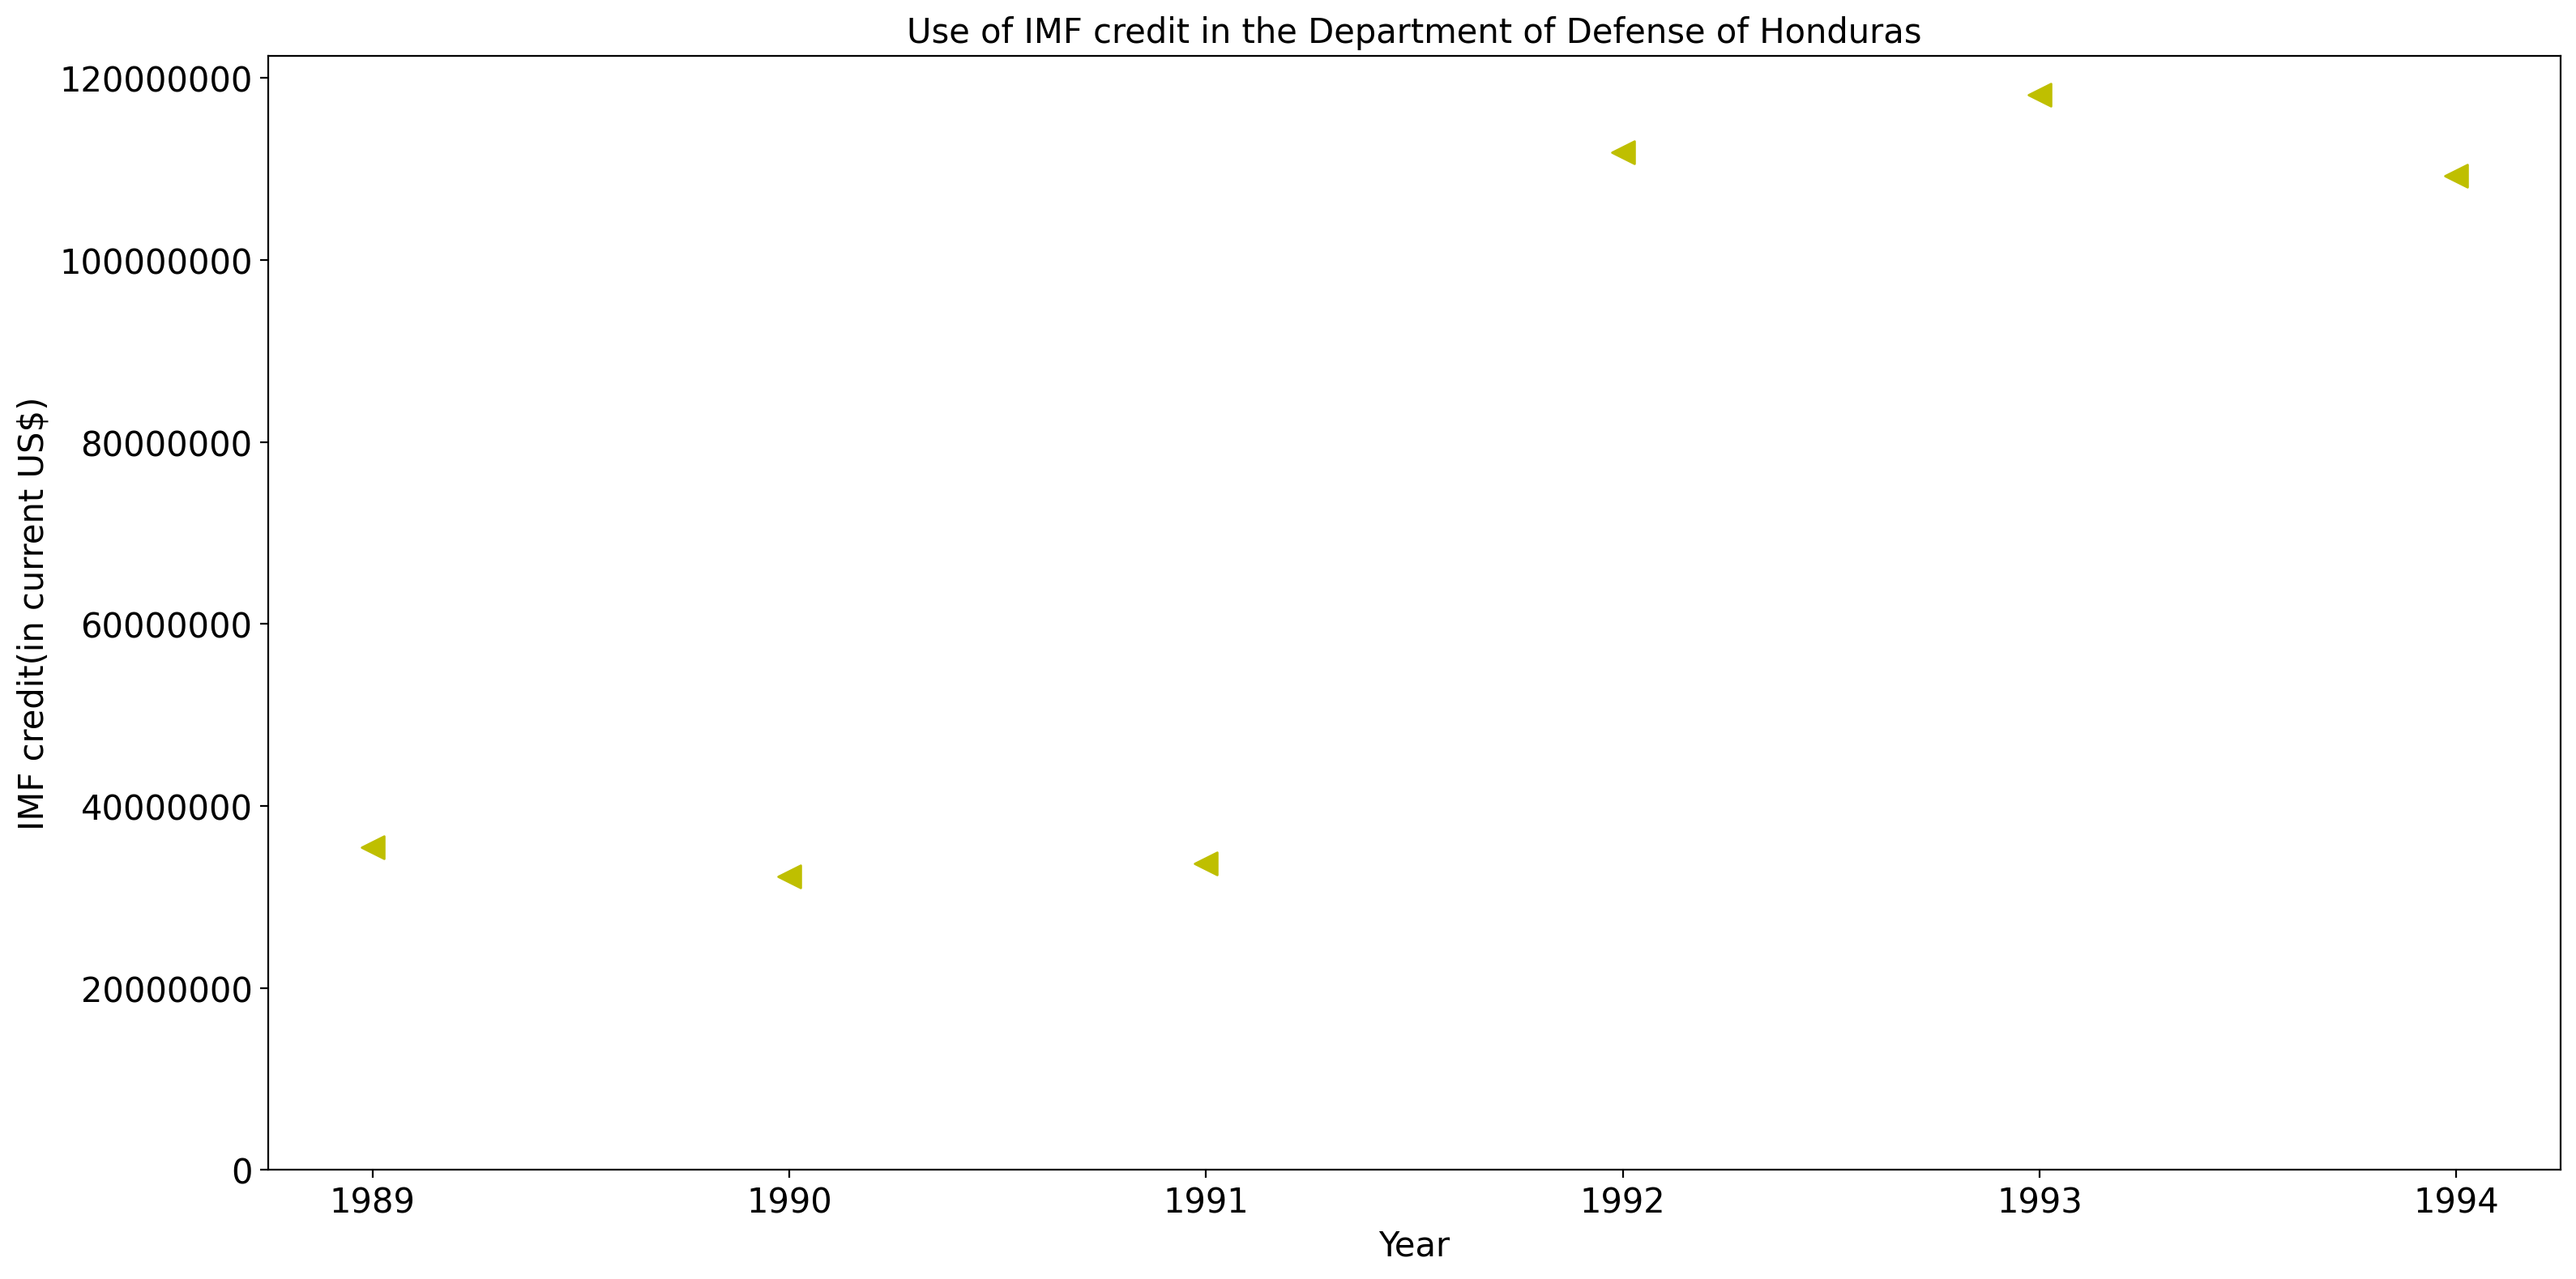 Use of IMF credit in the Department of Defense of Honduras
IMF credit(in current US$)
120000000
100000000
80000000
60000000
40000000
20000000
0
1989 1990 1991 1992 1993 1994
Year